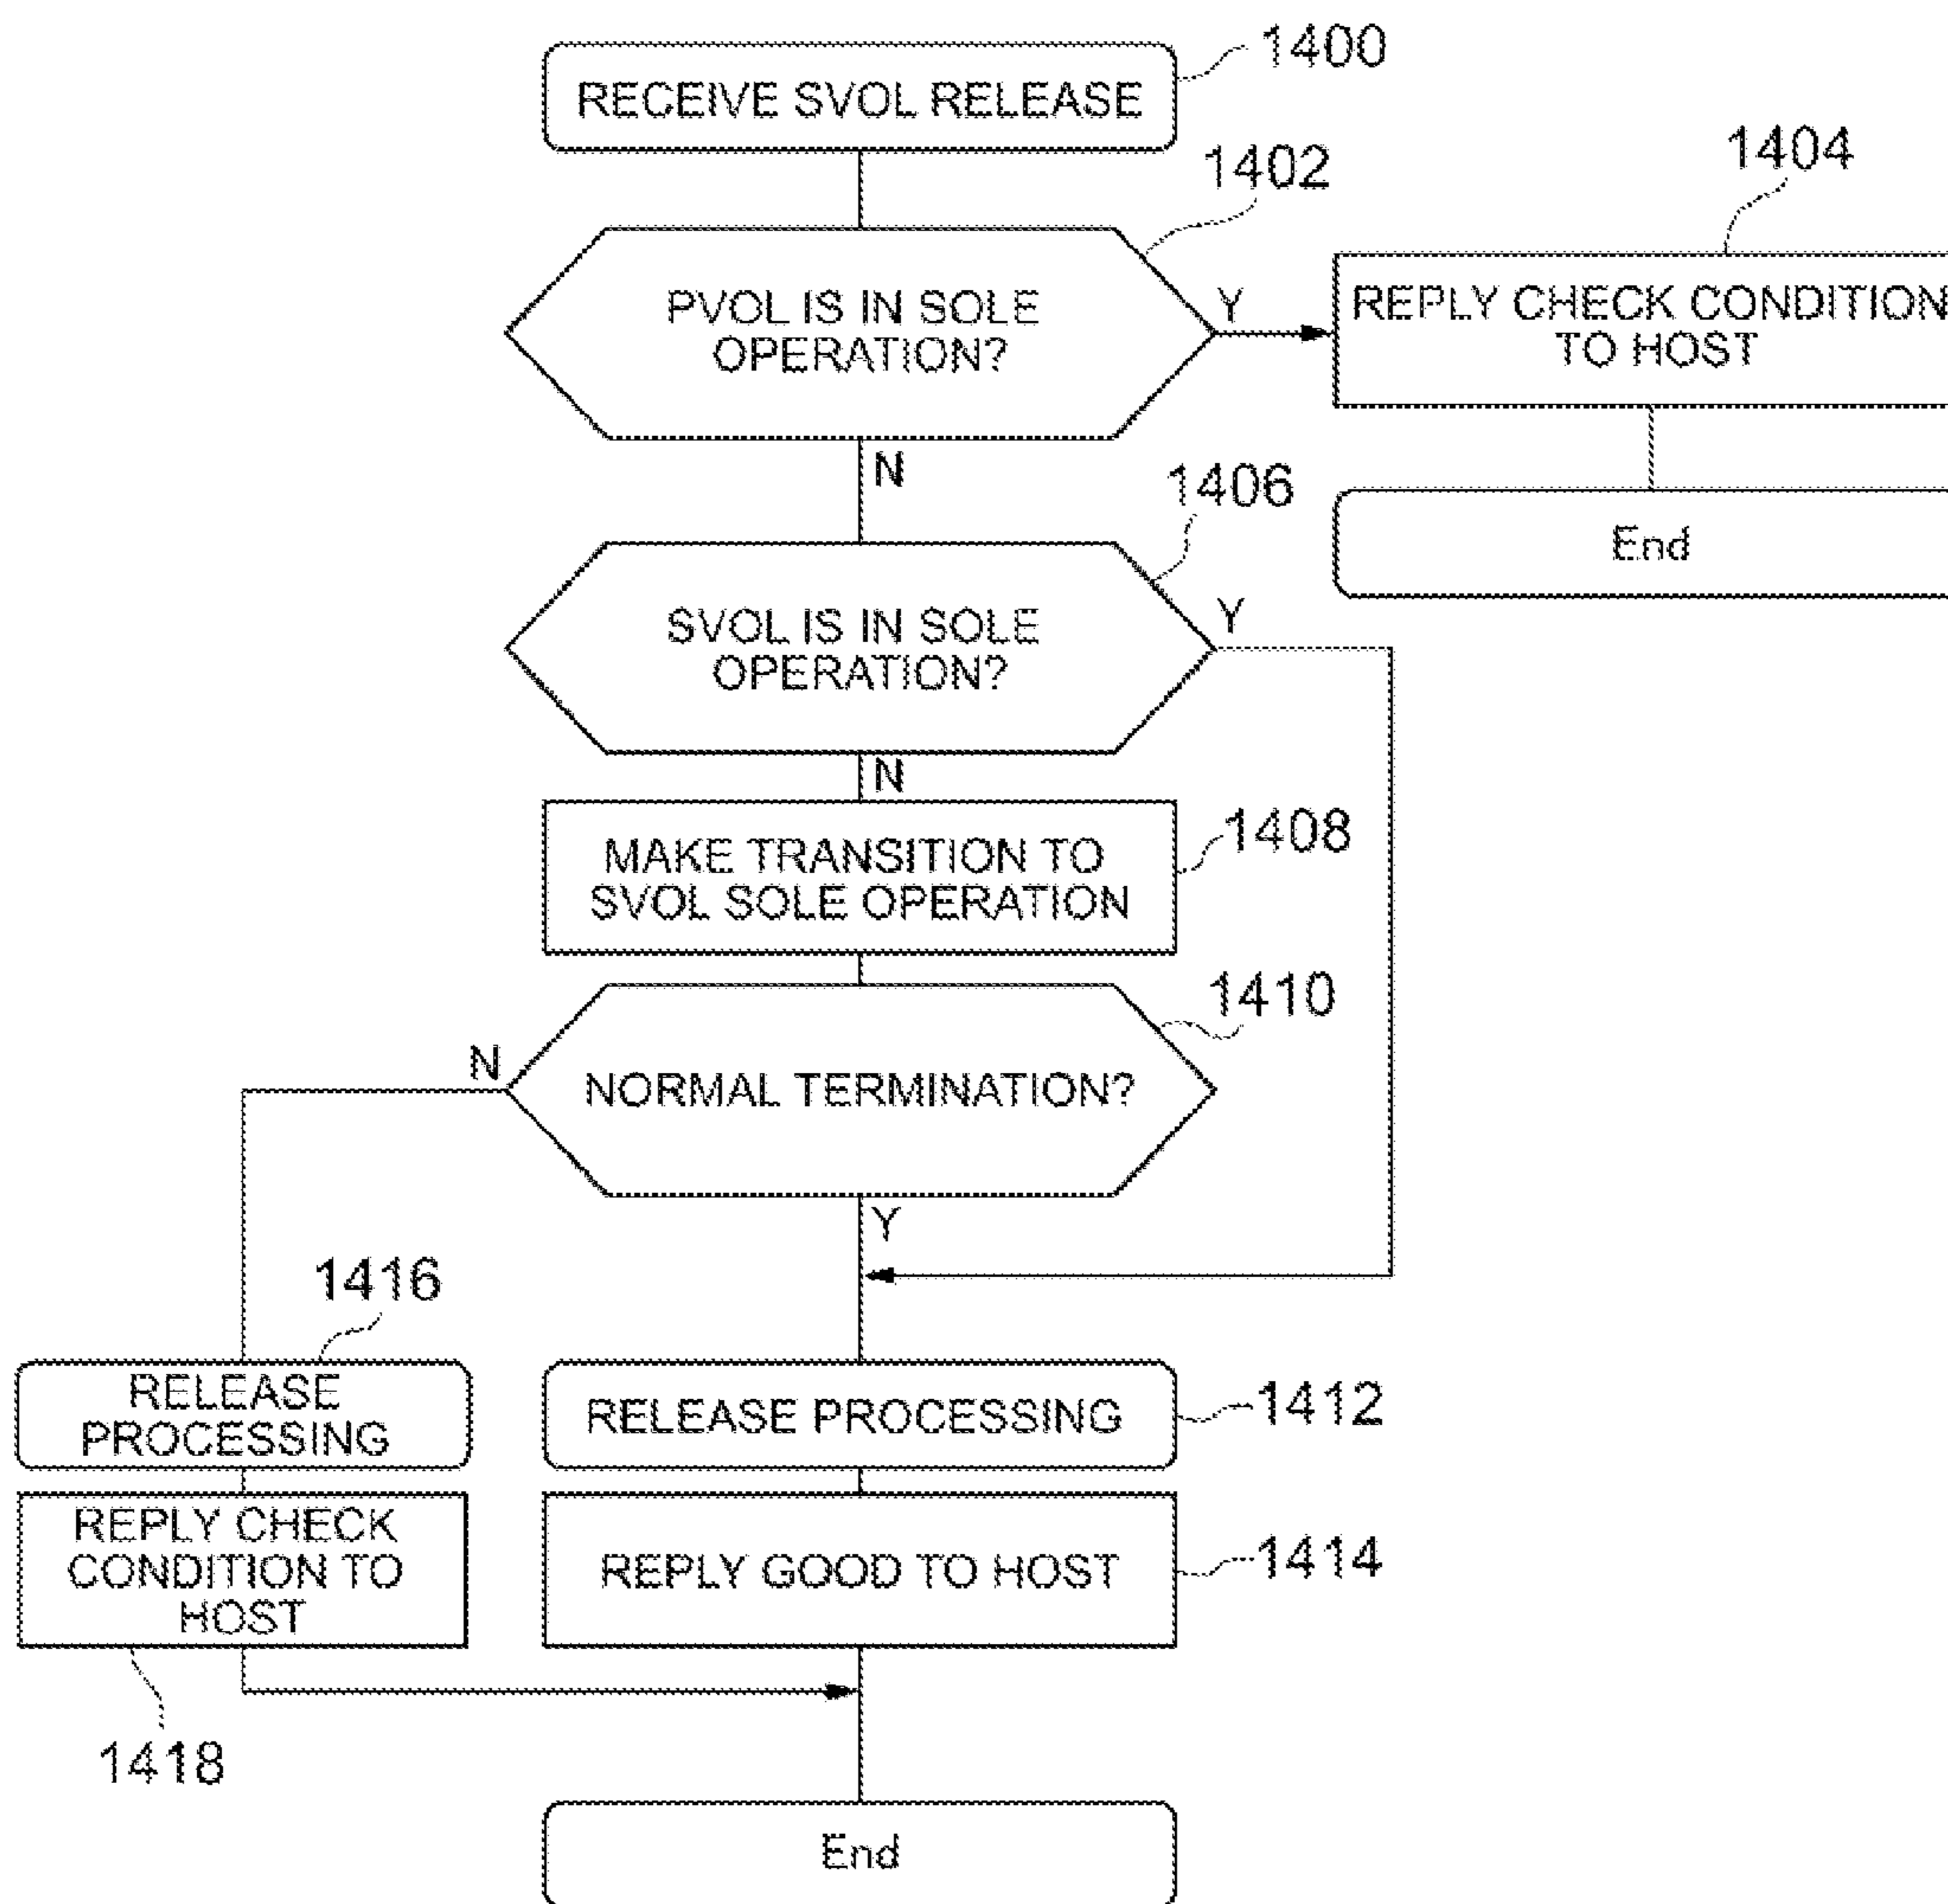 1400
RECEIVE SVOL RELEASE
1402
1404
PVOL IS IN SOLE
OPERATION?
Y
REPLY CHECK CONDITION
TO HOST
N
1406
End
SVOL IS IN SOLE
OPERATION?
Y
N
MAKE TRANSITION TO
SVOL SOLE OPERATION
1408
1410
N
NORMAL TERMINATION?
Y
1416
RELEASE
PROCESSING
RELEASE PROCESSING
1412
REPLY CHECK
CONDITION TO
HOST
REPLY GOOD TO HOST
1414
1418
End